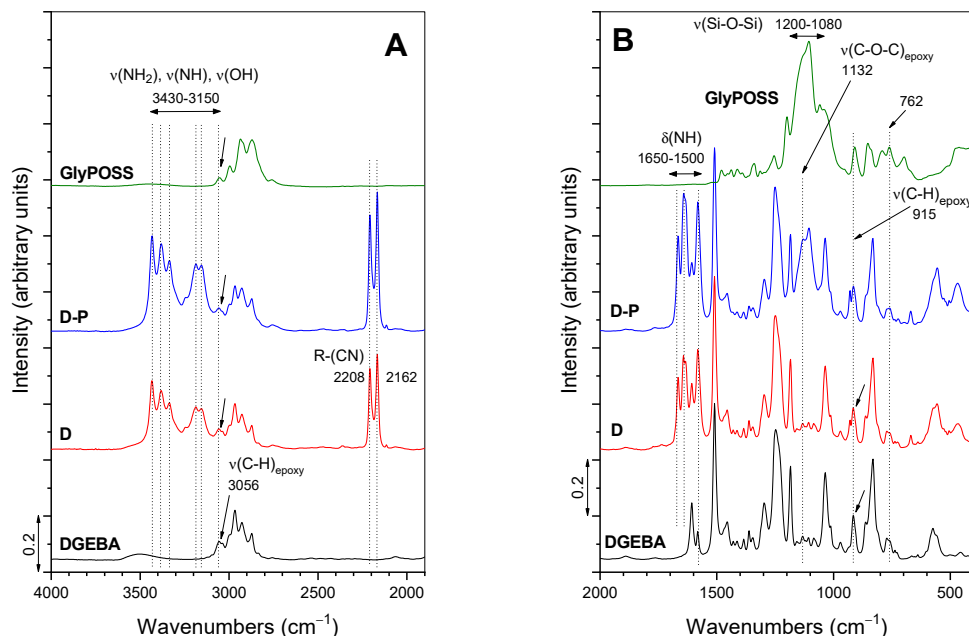 A
ν(NH2), ν(NH), ν(OH)
3430-3150
GlyPOSS
D-P
R-(CN)
2208
2162
D
ν(C-H)epoxy
3056
DGEBA
0.2
4000
3500
3000
2500
2000
Wavenumbers (cm−1)
Intensity (arbitrary units)
B
ν(Si-O-Si)
1200-1080
ν(C-O-C)epoxy
1132
GlyPOSS
762
δ(NH)
1650-1500
ν(C-H)epoxy
915
D-P
D
0.2
DGEBA
2000
1500
1000
500
Wavenumbers (cm−1)
Intensity (arbitrary units)